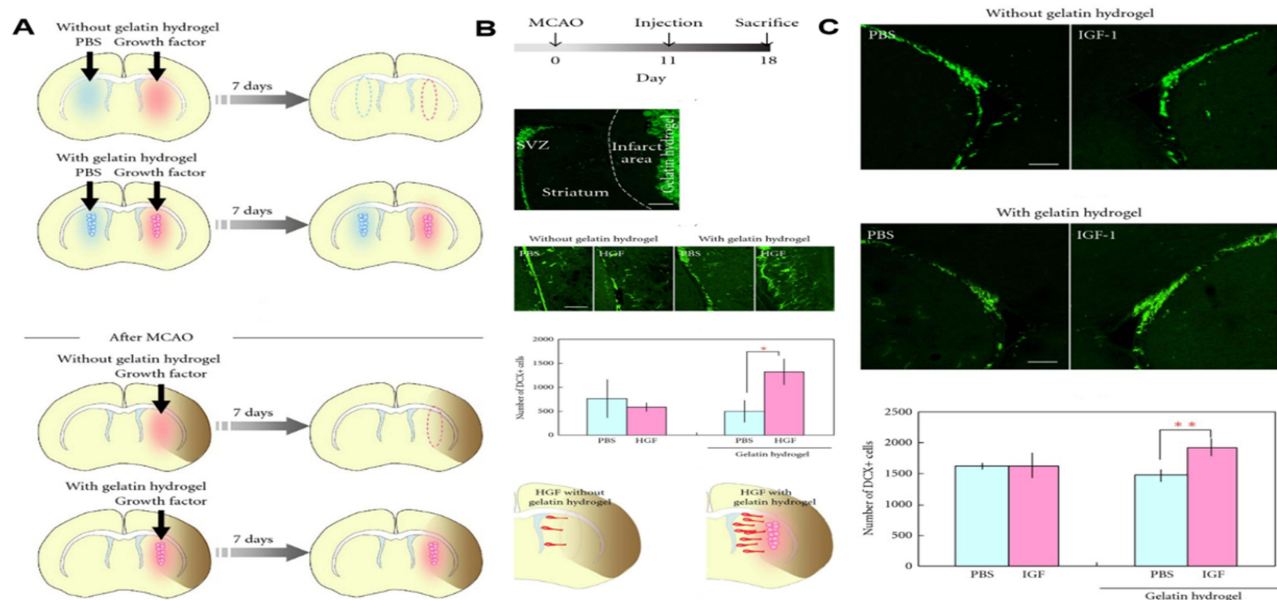 A
Without gelatin hydrogel
PBS Growth factor
7 days
With gelatin hydrogel
PBS Growth factor
7 days
After MCAO
Without gelatin hydrogel
Growth factor
7 days
With gelatin hydrogel
Growth factor
7 days
B
MCAO Injection Sacrifice
0 11 18
Day
SVZ
Infarct
area
Striatum
Gelatin hydrogel
Without gelatin hydrogel With gelatin hydrogel
PBS HGF PBS HGF
Number of DCX+ cells
2000
1500
1000
500
0
*
PBS HGF PBS HGF
Gelatin hydrogel
HGF without
gelatin hydrogel
HGF with
gelatin hydrogel
C
Without gelatin hydrogel
PBS IGF-1
With gelatin hydrogel
PBS IGF-1
Number of DCX+ cells
2500
2000
1500
1000
500
0
**
PBS IGF PBS IGF
Gelatin hydrogel